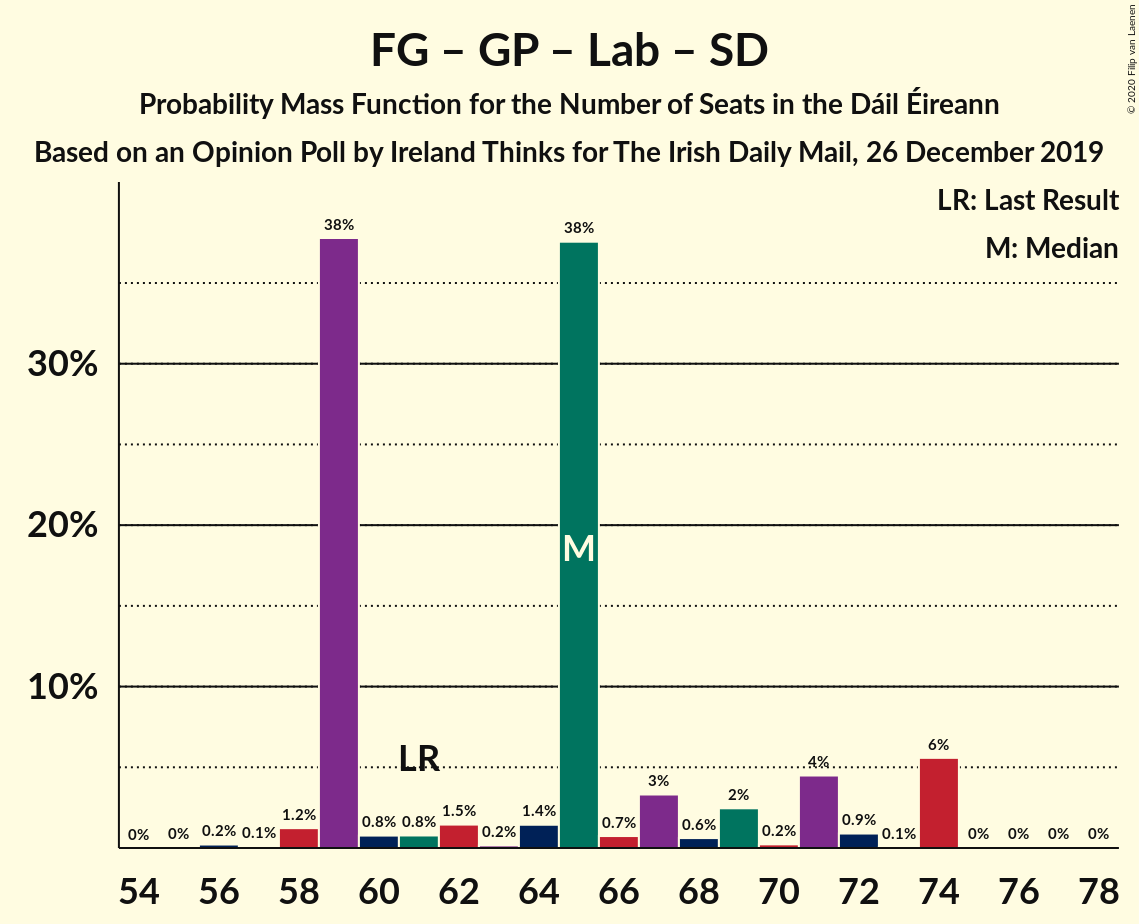 FG – GP – Lab – SD
Probability Mass Function for the Number of Seats in the Dáil Éireann
Based on an Opinion Poll by Ireland Thinks for The Irish Daily Mail, 26 December 2019
© 2020 Filip van Laenen
LR: Last Result
M: Median
30%
20%
10%
0% 0% 0.2% 0.1% 1.2% 38% 0.8% 0.8% 1.5% 0.2% 1.4% 38% 0.7% 3% 0.6% 2% 0.2% 4% 0.9% 0.1% 6% 0% 0% 0% 0%
LR
M
54 56 58 60 62 64 66 68 70 72 74 76 78